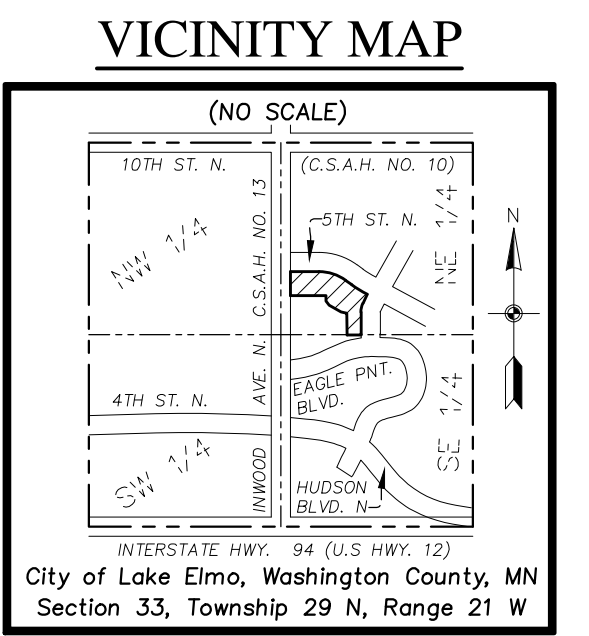 VICINITY MAP
(NO SCALE)
10TH ST. N.
(C.S.A.H. NO. 10)
5TH ST. N.
NW 1/4
NE 1/4
INWOOD AVE. N. C.S.A.H. NO. 13
N
EAGLE PNT.
BLVD.
4TH ST. N.
SW 1/4
SE 1/4
HUDSON
BLVD. N
INTERSTATE HWY. 94 (U.S HWY. 12)
City of Lake Elmo, Washington County, MN
Section 33, Township 29 N, Range 21 W